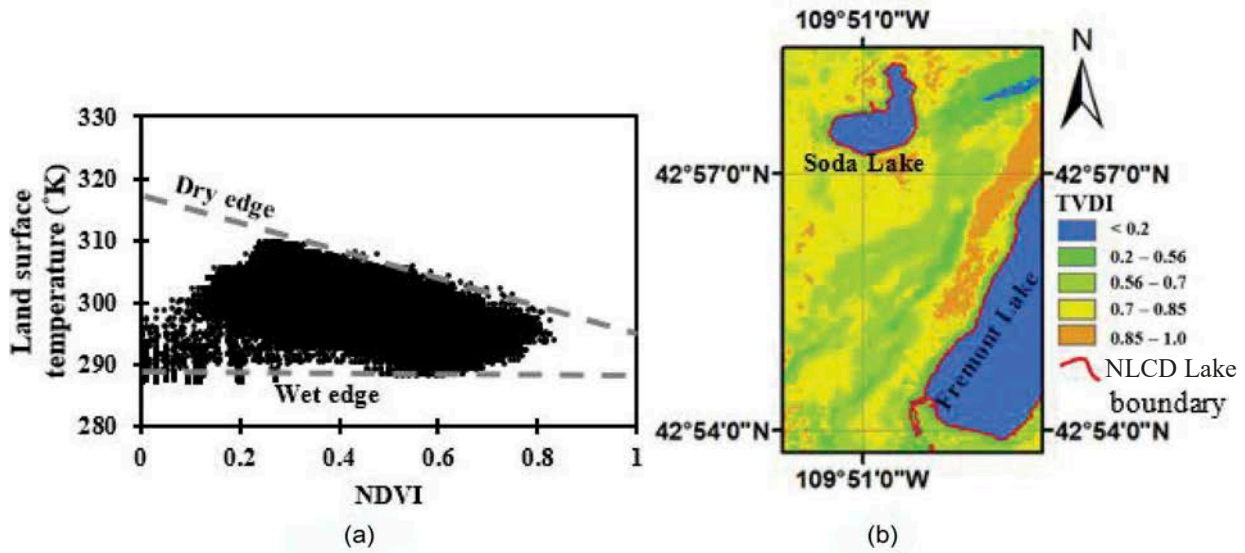 330
320
310
300
290
280
Land surface
temperature (˚K)
Dry edge
Wet edge
0
0.2
0.4
0.6
0.8
1
NDVI
(a)
109°51'0"W
N
Soda Lake
42°57'0"N
42°57'0"N
TVDI
< 0.2
0.2 – 0.56
0.56 – 0.7
0.7 – 0.85
0.85 – 1.0
NLCD Lake
boundary
Fremont Lake
42°54'0"N
42°54'0"N
109°51'0"W
(b)